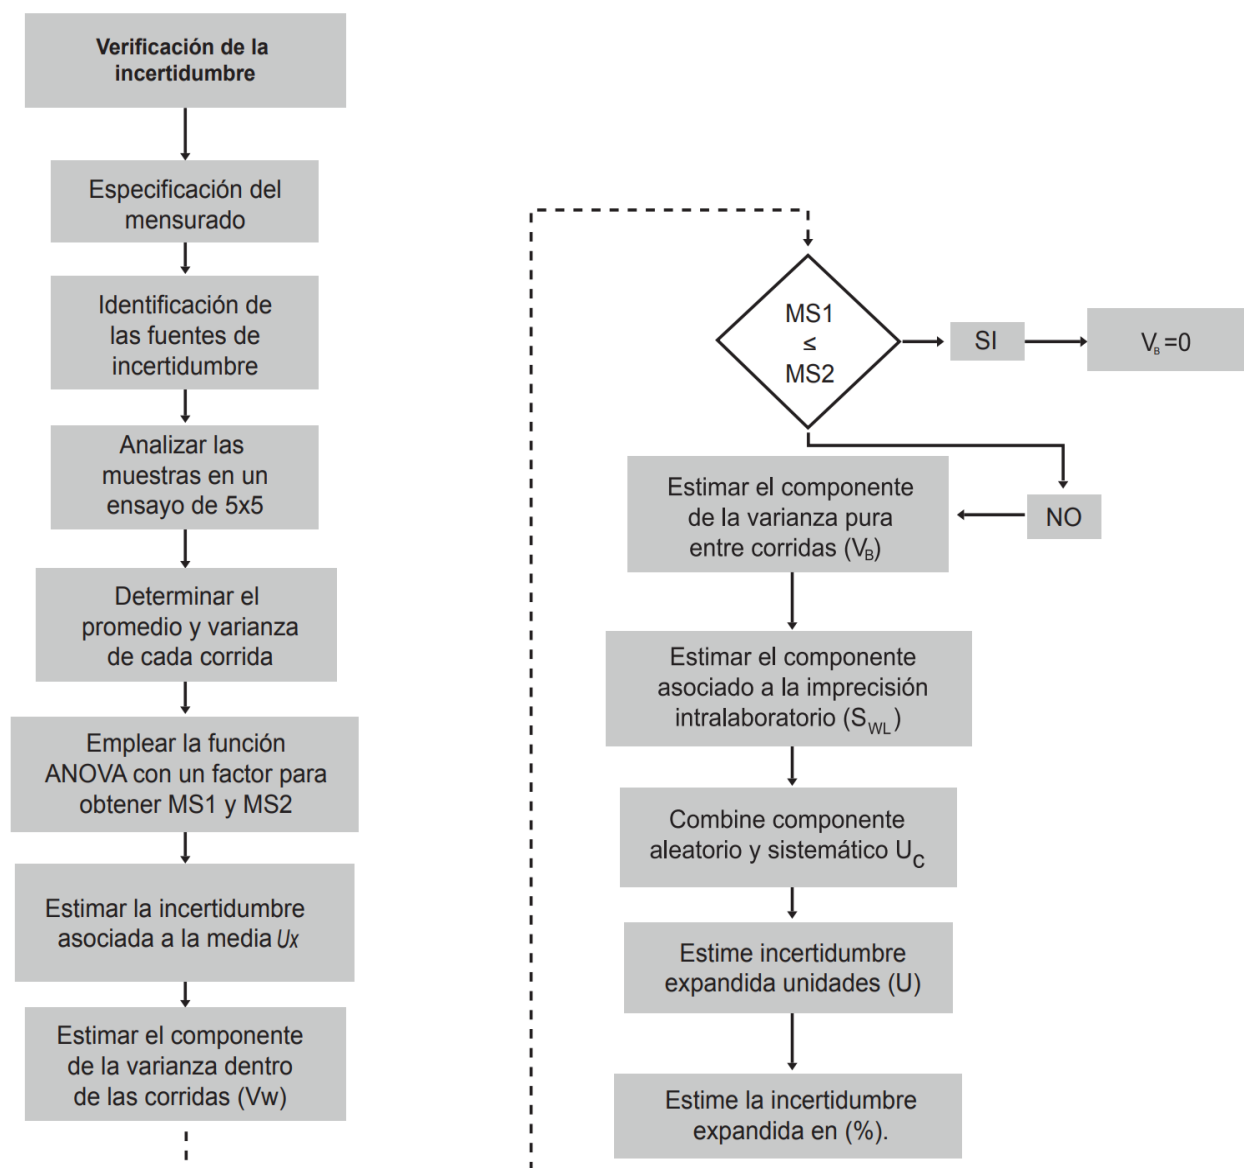 Verificación de la
incertidumbre
Especificación del
mensurado
Identificación de
las fuentes de
incertidumbre
Analizar las
muestras en un
ensayo de 5x5
Determinar el
promedio y varianza
de cada corrida
Emplear la función
ANOVA con un factor para
obtener MS1 y MS2
Estimar la incertidumbre
asociada a la media Ux
Estimar el componente
de la varianza dentro
de las corridas (Vw)
MS1
≤
MS2
SI
V_B=0
NO
Estimar el componente
de la varianza pura
entre corridas (V_B)
Estimar el componente
asociado a la imprecisión
intralaboratorio (S_WL)
Combine componente
aleatorio y sistemático U_C
Estime incertidumbre
expandida unidades (U)
Estime la incertidumbre
expandida en (%).